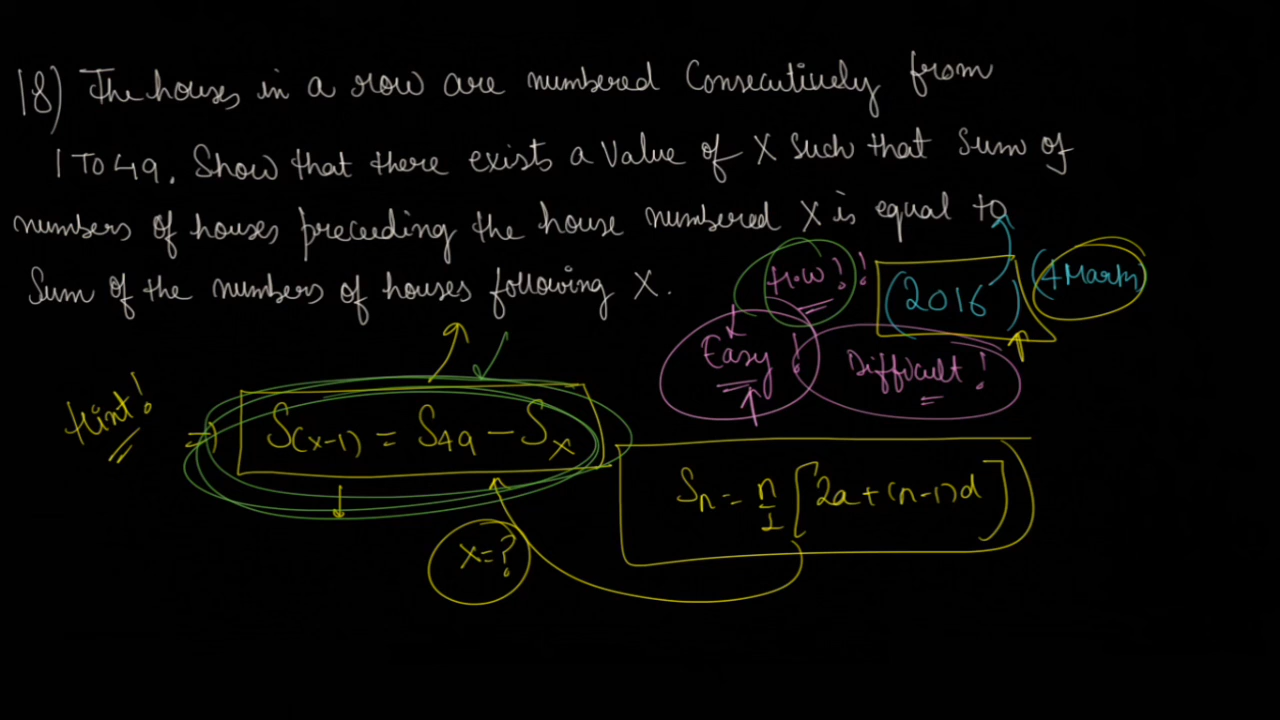 18) The houses in a row are numbered Consecutively from
1 TO 49. Show that there exists a Value of X Such that Sum of
numbers of houses preceeding the house numbered X is equal to
Sum of the numbers of houses following X.
How!!
(2016)
(4 Mark)
Easy!
Difficult!
Hint!
=) S(x-1) = S49 - Sx
Sn = n/2 [2a+(n-1)d]
x=?